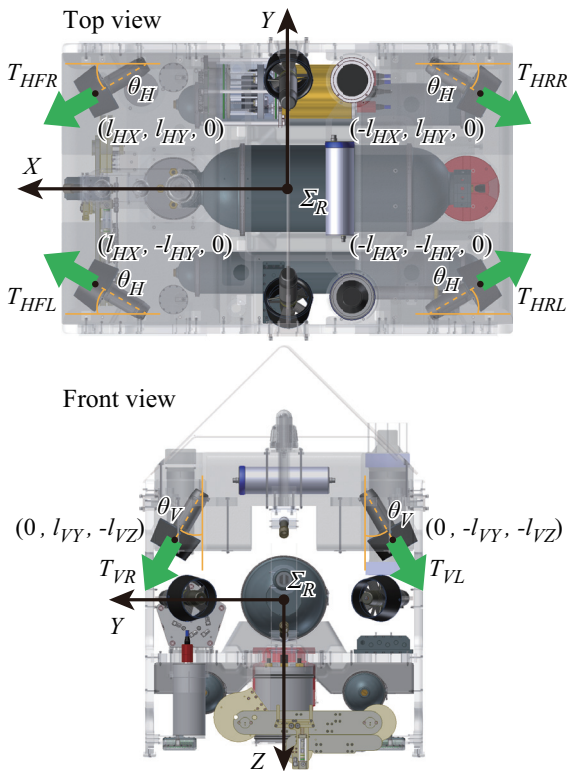 Top view
Y
T_HFR
T_HRR
θ_H
θ_H
(l_HX, l_HY, 0)
(-l_HX, l_HY, 0)
X
Σ_R
(l_HX, -l_HY, 0)
(-l_HX, -l_HY, 0)
θ_H
θ_H
T_HFL
T_HRL
Front view
θ_V
θ_V
(0, l_VY, -l_VZ)
(0, -l_VY, -l_VZ)
T_VR
T_VL
Σ_R
Y
Z